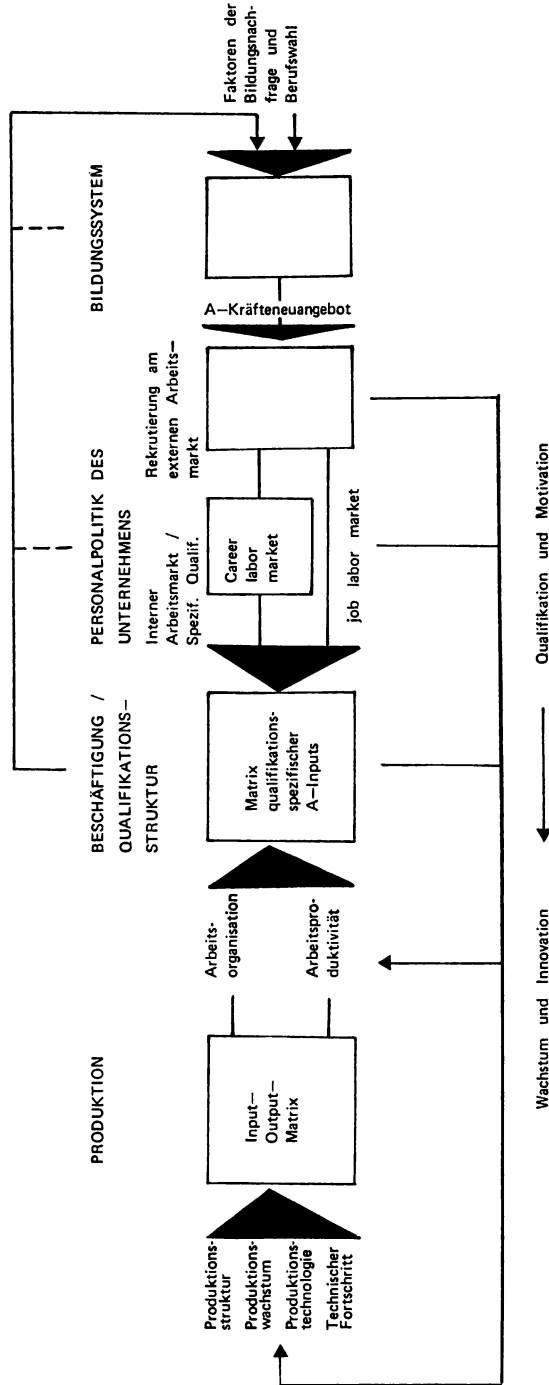 PRODUKTION
BESCHÄFTIGUNG /
QUALIFIKATIONS—
STRUKTUR
PERSONALPOLITIK DES
UNTERNEHMENS
Interner
Arbeitsmarkt /
Spezif. Qualif.
Rekrutierung am
externen Arbeits—
markt
BILDUNGSSYSTEM
Produktions-
struktur
Produktions-
wachstum
Produktions-
technologie
Technischer
Fortschritt
Input—
Output—
Matrix
Arbeits-
organisation
Arbeitspro-
duktivität
Matrix
qualifikations-
spezifischer
A—Inputs
Career
labor
market
job labor market
A—Kräfteneuangebot
Faktoren der
Bildungsnach-
frage und
Berufswahl
Wachstum und Innovation
Qualifikation und Motivation